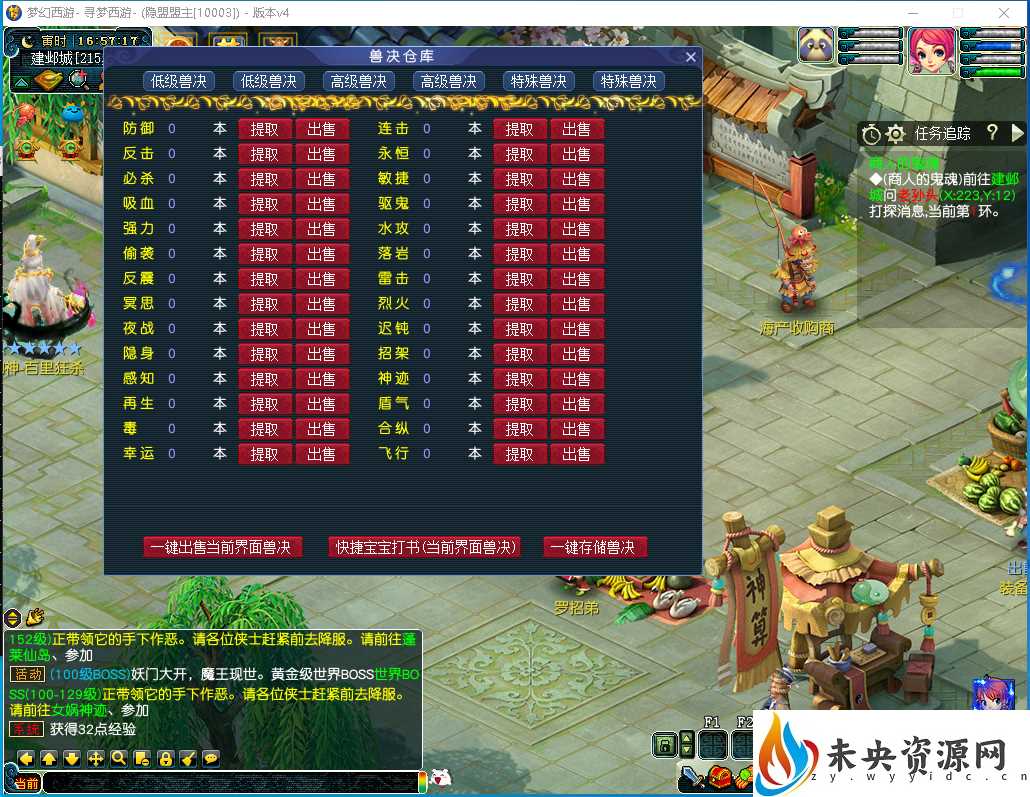 梦幻西游- 寻梦西游- (隐盟盟主[10003]) - 版本v4
寅时 16:57:17
建邺城[215,
兽决仓库
低级兽决 低级兽决 高级兽决 高级兽决 特殊兽决 特殊兽决
防御 0 本 提取 出售 连击 0 本 提取 出售
反击 0 本 提取 出售 永恒 0 本 提取 出售
必杀 0 本 提取 出售 敏捷 0 本 提取 出售
吸血 0 本 提取 出售 驱鬼 0 本 提取 出售
强力 0 本 提取 出售 水攻 0 本 提取 出售
偷袭 0 本 提取 出售 落岩 0 本 提取 出售
反震 0 本 提取 出售 雷击 0 本 提取 出售
冥思 0 本 提取 出售 烈火 0 本 提取 出售
夜战 0 本 提取 出售 迟钝 0 本 提取 出售
隐身 0 本 提取 出售 招架 0 本 提取 出售
感知 0 本 提取 出售 神迹 0 本 提取 出售
再生 0 本 提取 出售 盾气 0 本 提取 出售
毒 0 本 提取 出售 合纵 0 本 提取 出售
幸运 0 本 提取 出售 飞行 0 本 提取 出售
一键出售当前界面兽决 快捷宝宝打书(当前界面兽决) 一键存储兽决
任务追踪 ?
商人的鬼魂
◆(商人的鬼魂)前往建邺
城问老孙头(X:223,Y:12)
打探消息,当前第1环。
海产收购商
神-百里狂杀
罗招弟
神算
出售
装备
152级)正带领它的手下作恶。请各位侠士赶紧前去降服。请前往蓬
莱仙岛、参加
活动 (100级BOSS)妖门大开，魔王现世。黄金级世界BOSS世界BO
SS(100-129级)正带领它的手下作恶。请各位侠士赶紧前去降服。
请前往女娲神迹、参加
系统 获得32点经验
当前
F1 F2
未央资源网
zy.wyyidc.cn